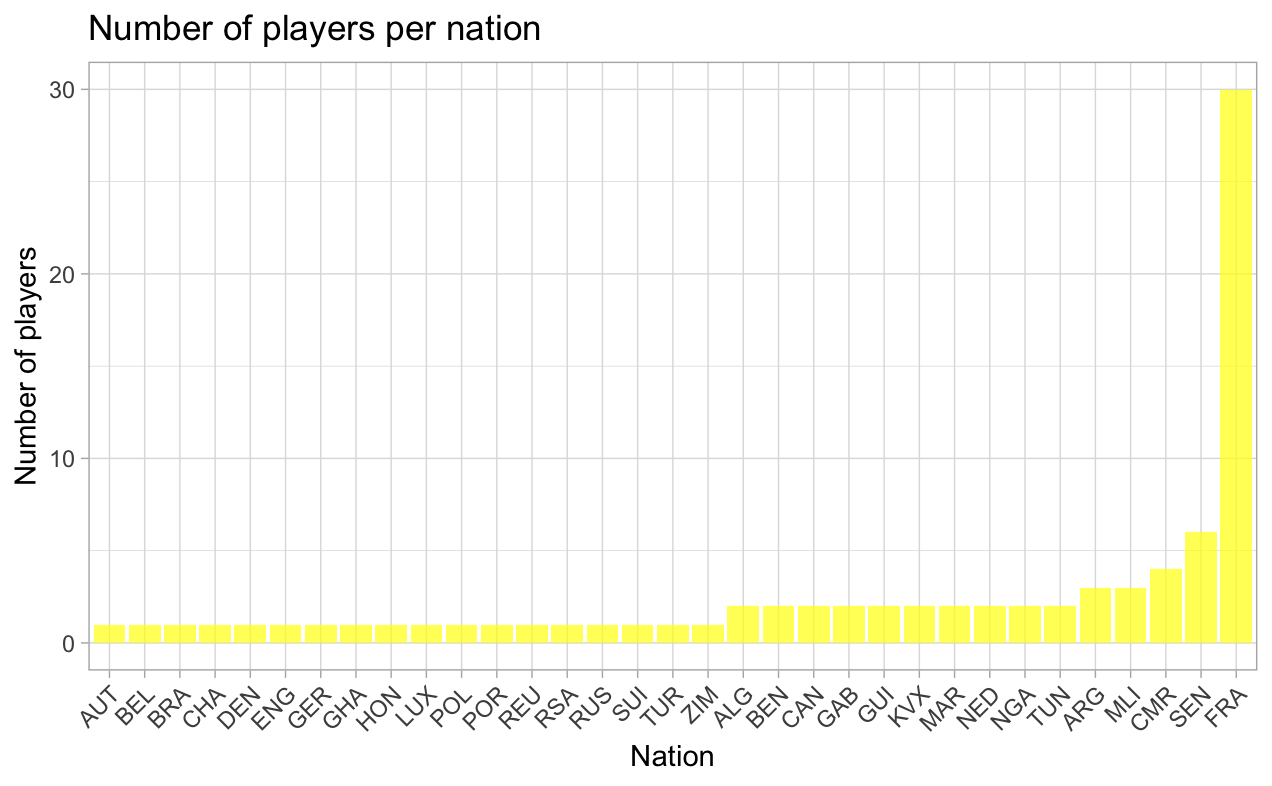 Number of players per nation
Number of players
30
20
10
0
AUT BEL BRA CHA DEN ENG GER GHA HON LUX POL POR REU RSA RUS SUI TUR ZIM ALG BEN CAN GAB GUI KVX MAR NED NGA TUN ARG MLI CMR SEN FRA
Nation